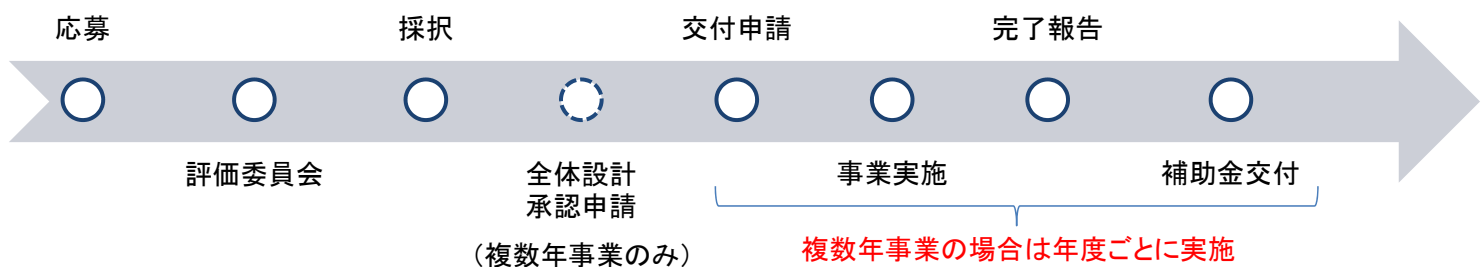 応募
採択
交付申請
完了報告
評価委員会
全体設計
承認申請
（複数年事業のみ）
事業実施
補助金交付
複数年事業の場合は年度ごとに実施